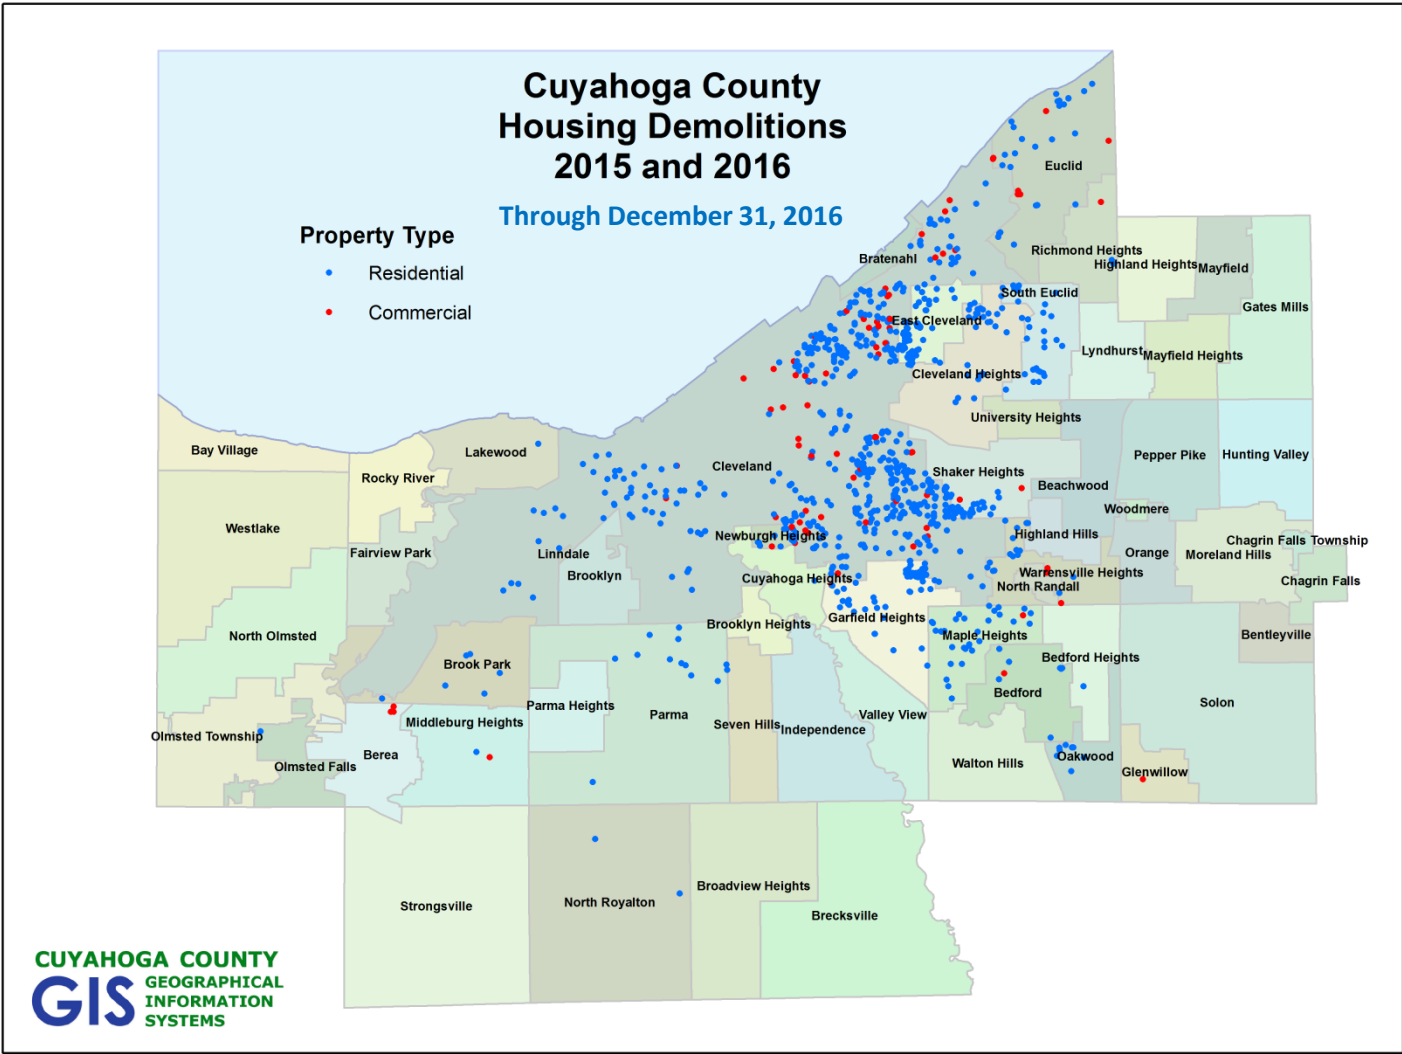 Cuyahoga County
Housing Demolitions
2015 and 2016
Through December 31, 2016
Property Type
Residential
Commercial
Euclid
Richmond Heights
Bratenahl
Highland Heights
Mayfield
South Euclid
Gates Mills
East Cleveland
Lyndhurst
Mayfield Heights
Cleveland Heights
University Heights
Bay Village
Lakewood
Pepper Pike
Hunting Valley
Cleveland
Shaker Heights
Rocky River
Beachwood
Woodmere
Westlake
Newburgh Heights
Highland Hills
Chagrin Falls Township
Fairview Park
Linndale
Orange
Moreland Hills
Brooklyn
Cuyahoga Heights
Warrensville Heights
Chagrin Falls
North Randall
Garfield Heights
Brooklyn Heights
North Olmsted
Maple Heights
Bentleyville
Bedford Heights
Brook Park
Bedford
Solon
Parma Heights
Parma
Valley View
Middleburg Heights
Seven Hills
Independence
Olmsted Township
Berea
Oakwood
Walton Hills
Olmsted Falls
Glenwillow
Broadview Heights
North Royalton
Strongsville
Brecksville
CUYAHOGA COUNTY
GIS
GEOGRAPHICAL
INFORMATION
SYSTEMS